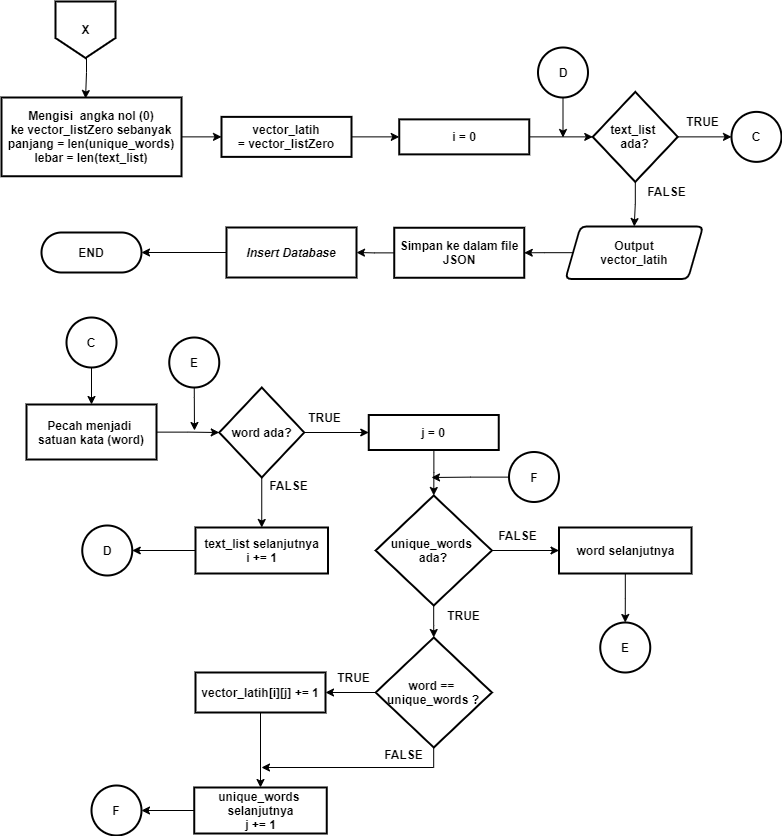 X
Mengisi angka nol (0)
ke vector_listZero sebanyak
panjang = len(unique_words)
lebar = len(text_list)
vector_latih
= vector_listZero
i = 0
D
text_list
ada?
TRUE
C
FALSE
END
Insert Database
Simpan ke dalam file
JSON
Output
vector_latih
C
E
Pecah menjadi
satuan kata (word)
word ada?
TRUE
j = 0
FALSE
F
D
text_list selanjutnya
i += 1
unique_words
ada?
FALSE
word selanjutnya
TRUE
E
vector_latih[i][j] += 1
TRUE
word ==
unique_words ?
FALSE
F
unique_words
selanjutnya
j += 1